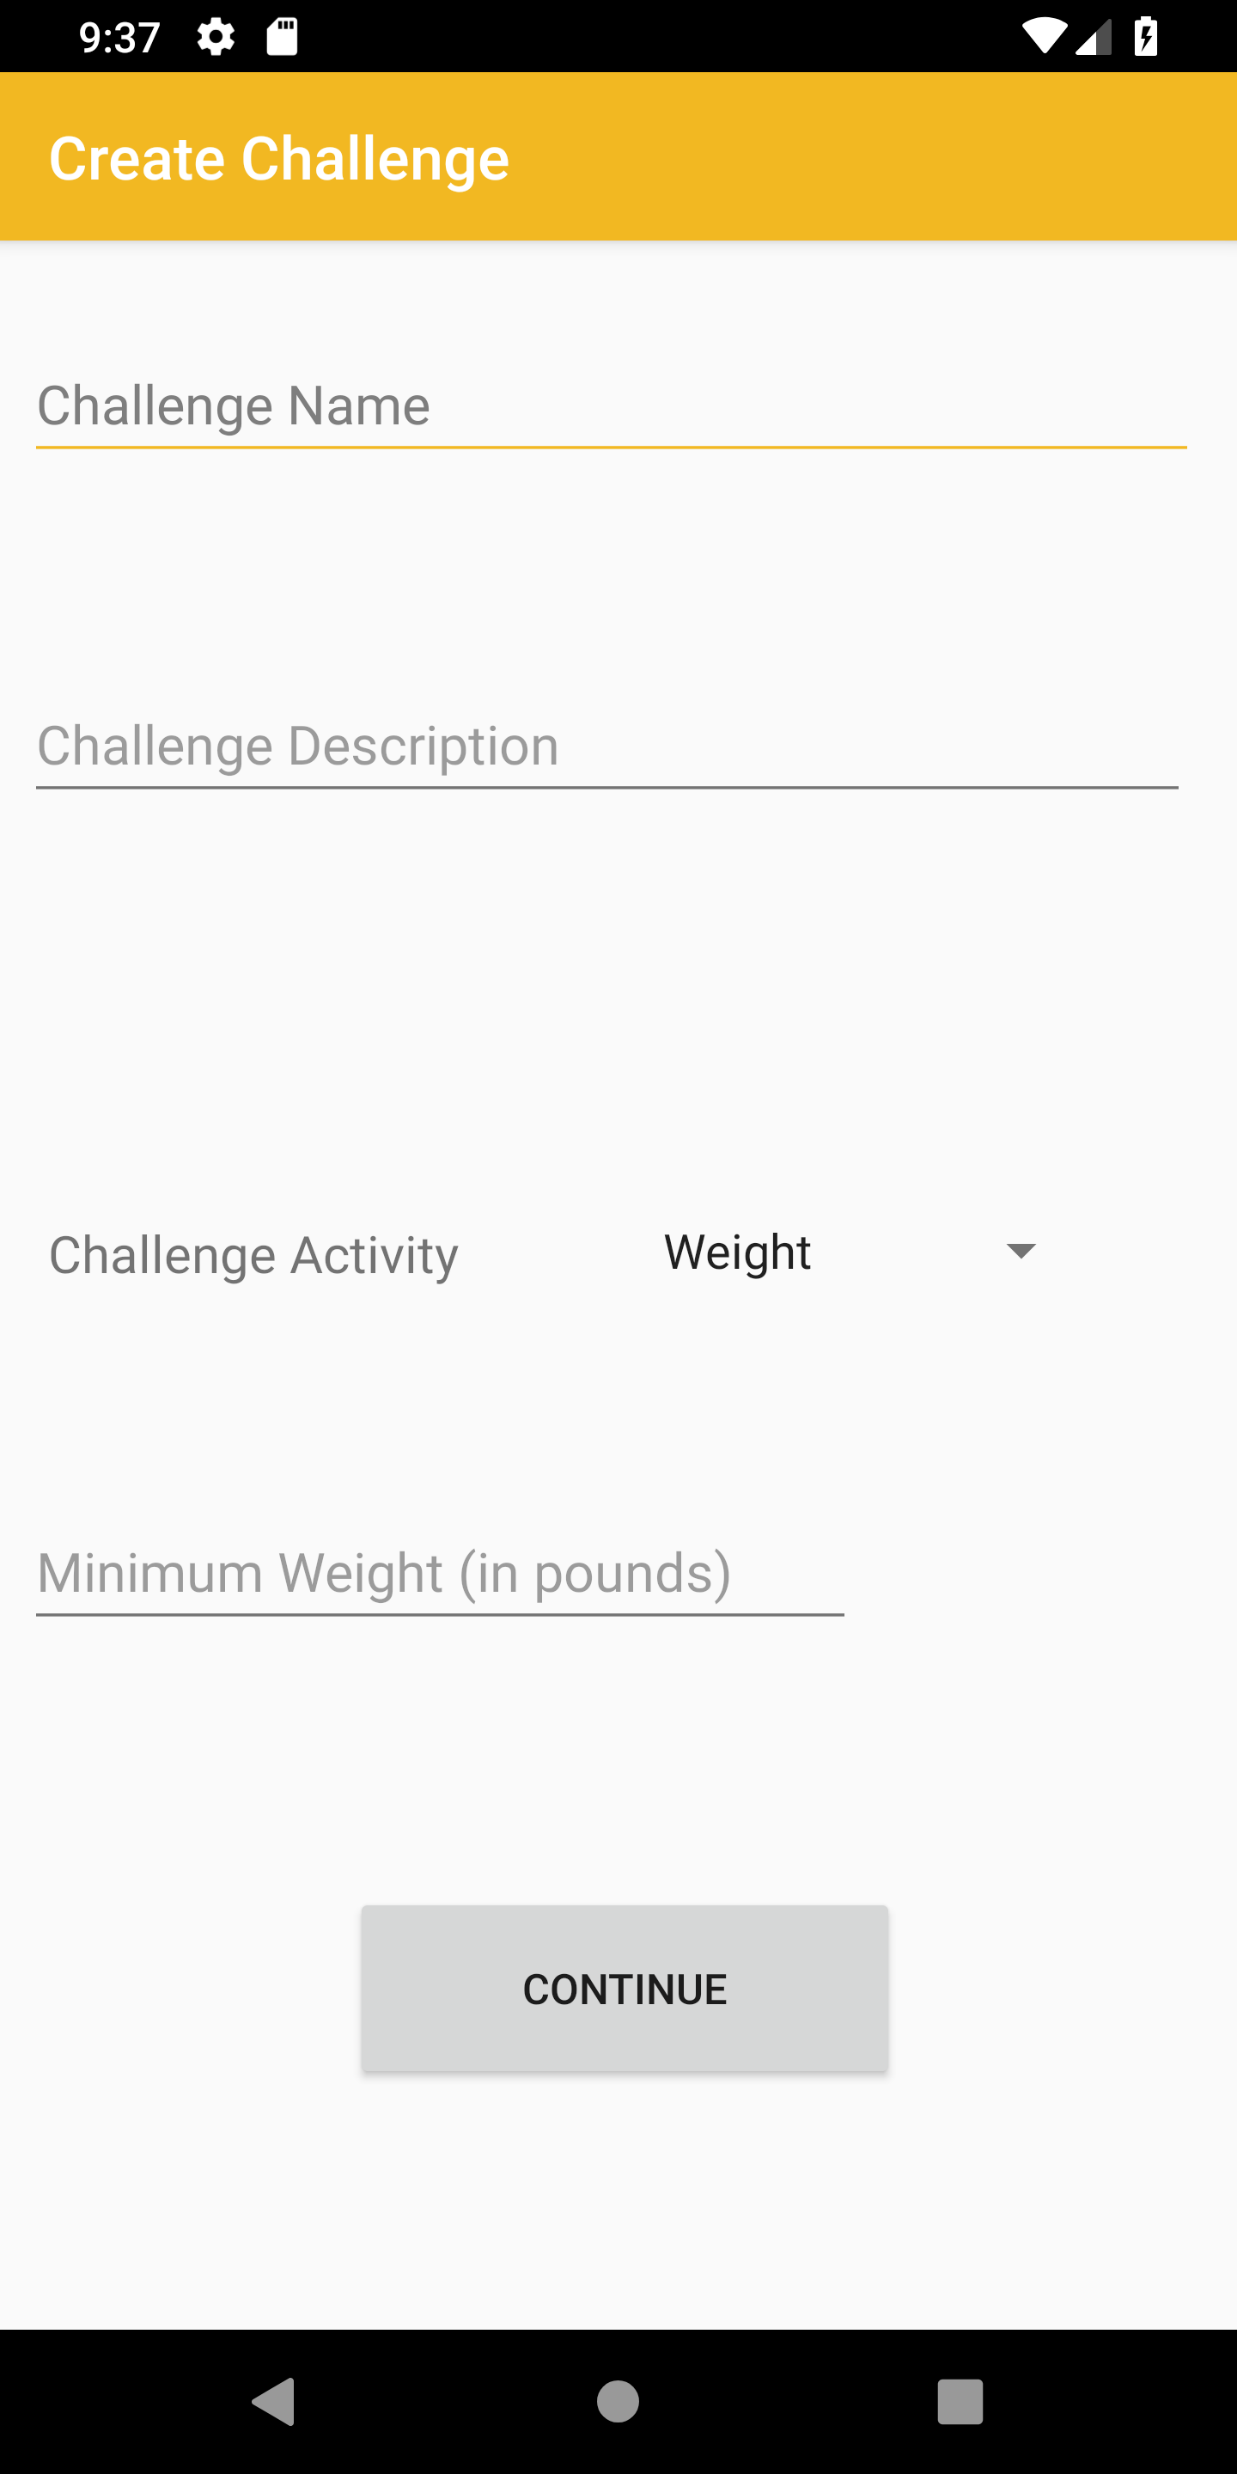 9:37
Create Challenge
Challenge Name
Challenge Description
Challenge Activity Weight
Minimum Weight (in pounds)
CONTINUE